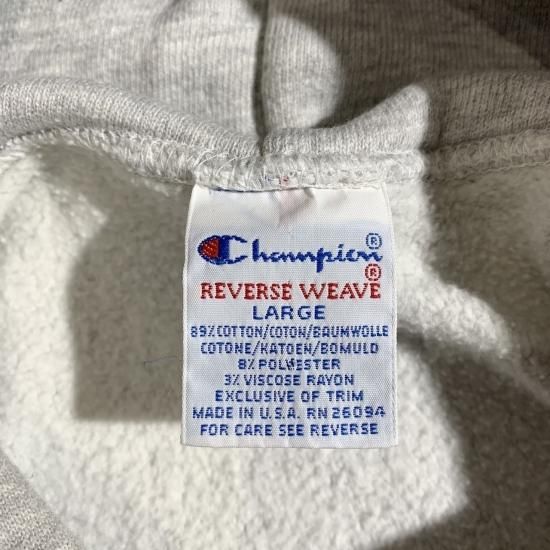 Champion®
REVERSE WEAVE®
LARGE
89% COTTON/COTON/BAUMWOLLE
COTONE/KATOEN/BOMULD
8% POLYESTER
3% VISCOSE RAYON
EXCLUSIVE OF TRIM
MADE IN U.S.A. RN 26094
FOR CARE SEE REVERSE